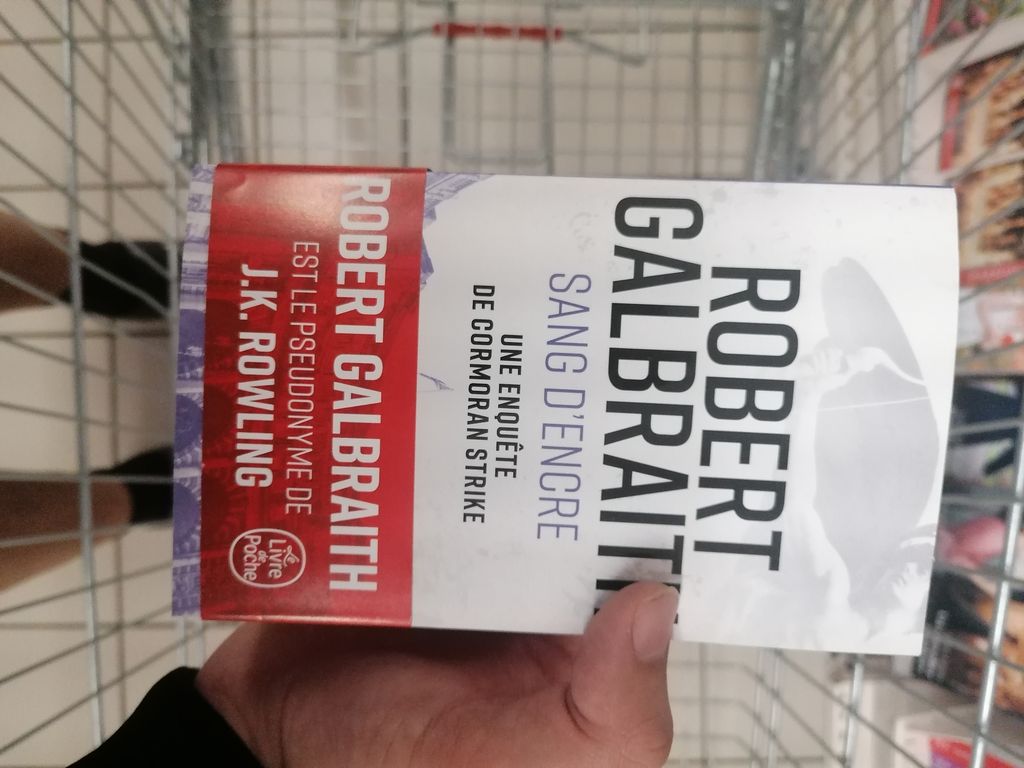 ROBERT
GALBRAITH
SANG D'ENCRE
UNE ENQUÊTE
DE CORMORAN STRIKE
ROBERT GALBRAITH
EST LE PSEUDONYME DE
J.K. ROWLING
Le
Livre
de
Poche